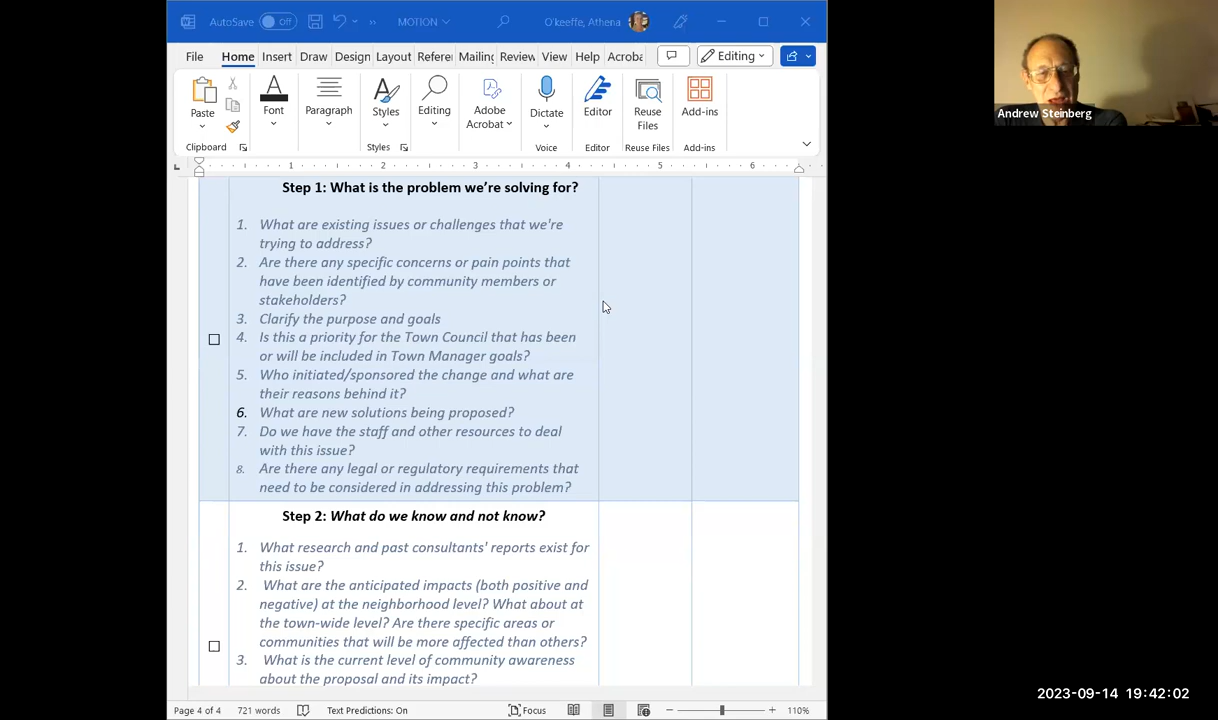 AutoSave Off MOTION O'keeffe, Athena
File Home Insert Draw Design Layout Referen Mailing Review View Help Acroba Editing
Paste Font Paragraph Styles Editing Adobe Acrobat Dictate Editor Reuse Files Add-ins
Clipboard Styles Voice Editor Reuse Files Add-ins
1 2 3 4 5 6
Step 1: What is the problem we're solving for?
1. What are existing issues or challenges that we're
trying to address?
2. Are there any specific concerns or pain points that
have been identified by community members or
stakeholders?
3. Clarify the purpose and goals
4. Is this a priority for the Town Council that has been
or will be included in Town Manager goals?
5. Who initiated/sponsored the change and what are
their reasons behind it?
6. What are new solutions being proposed?
7. Do we have the staff and other resources to deal
with this issue?
8. Are there any legal or regulatory requirements that
need to be considered in addressing this problem?
Step 2: What do we know and not know?
1. What research and past consultants' reports exist for
this issue?
2. What are the anticipated impacts (both positive and
negative) at the neighborhood level? What about at
the town-wide level? Are there specific areas or
communities that will be more affected than others?
3. What is the current level of community awareness
about the proposal and its impact?
Page 4 of 4 721 words Text Predictions: On Focus 110%
Andrew Steinberg
2023-09-14 19:42:02